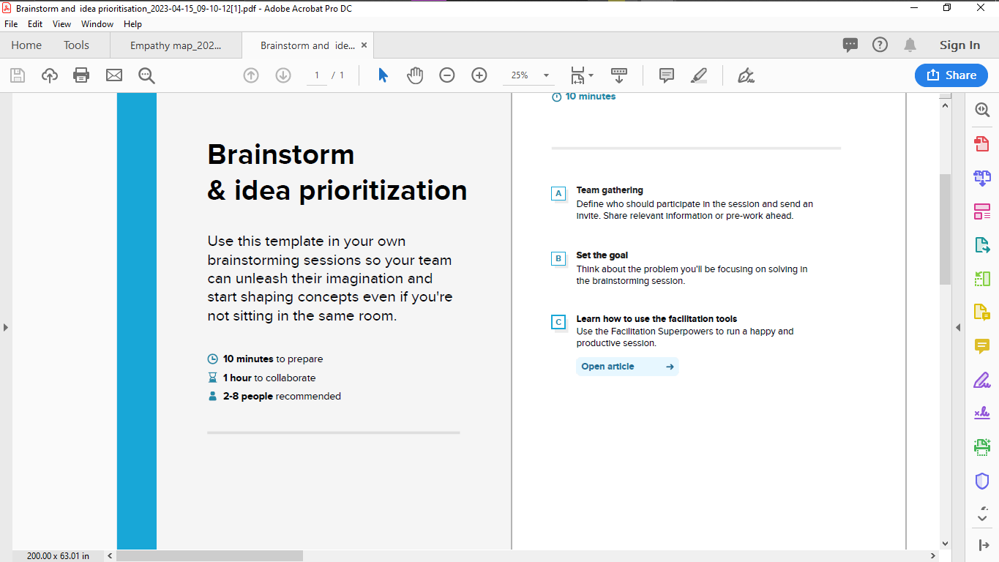 Brainstorm and  idea prioritisation_2023-04-15_09-10-12[1].pdf - Adobe Acrobat Pro DC
File Edit View Window Help
Home Tools Empathy map_202... Brainstorm and  ide... × Sign In
1 / 1 25% Share
Brainstorm
& idea prioritization
Use this template in your own
brainstorming sessions so your team
can unleash their imagination and
start shaping concepts even if you're
not sitting in the same room.
10 minutes to prepare
1 hour to collaborate
2-8 people recommended
10 minutes
A Team gathering
Define who should participate in the session and send an
invite. Share relevant information or pre-work ahead.
B Set the goal
Think about the problem you'll be focusing on solving in
the brainstorming session.
C Learn how to use the facilitation tools
Use the Facilitation Superpowers to run a happy and
productive session.
Open article →
200.00 x 63.01 in